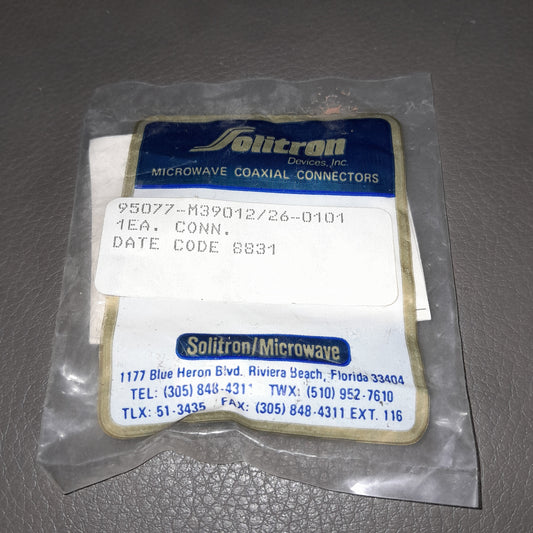 Solitron
Devices, Inc.
MICROWAVE COAXIAL CONNECTORS
95077-M39012/26-0101
1EA. CONN.
DATE CODE 8831
Solitron/Microwave
1177 Blue Heron Blvd. Riviera Beach, Florida 33404
TEL: (305) 848-4311 TWX: (510) 952-7610
TLX: 51-3435 FAX: (305) 848-4311 EXT. 116